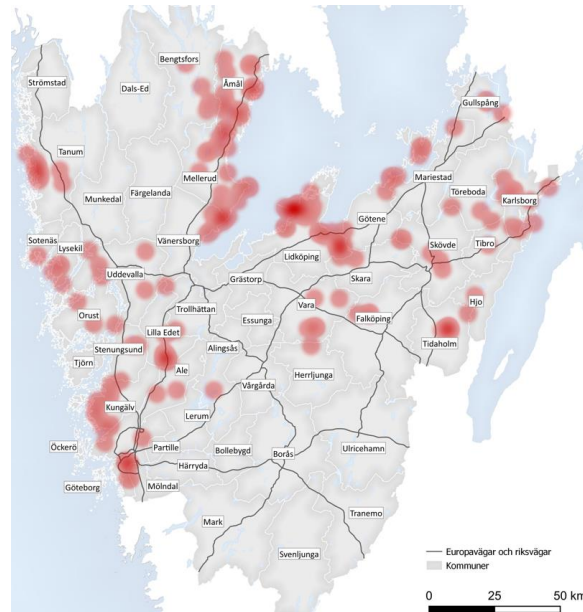 Bengtsfors
Strömstad
Åmål
Dals-Ed
Gullspång
Tanum
Mellerud
Mariestad
Färgelanda
Töreboda
Munkedal
Karlsborg
Götene
Sotenäs
Vänersborg
Lysekil
Skövde
Tibro
Lidköping
Uddevalla
Grästorp
Skara
Hjo
Vara
Trollhättan
Orust
Essunga
Falköping
Lilla Edet
Tidaholm
Stenungsund
Alingsås
Tjörn
Ale
Herrljunga
Vårgårda
Kungälv
Lerum
Öckerö
Partille
Bollebygd
Ulricehamn
Borås
Härryda
Göteborg
Mölndal
Tranemo
Mark
Svenljunga
Europavägar och riksvägar
Kommuner
0 25 50 km